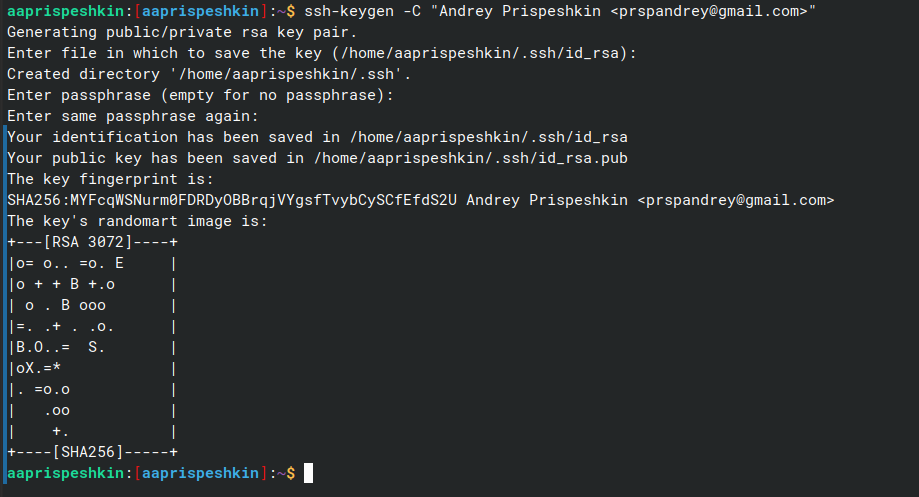 aaprispeshkin:[aaprispeshkin]:~$ ssh-keygen -C "Andrey Prispeshkin <prspandrey@gmail.com>"
Generating public/private rsa key pair.
Enter file in which to save the key (/home/aaprispeshkin/.ssh/id_rsa):
Created directory '/home/aaprispeshkin/.ssh'.
Enter passphrase (empty for no passphrase):
Enter same passphrase again:
Your identification has been saved in /home/aaprispeshkin/.ssh/id_rsa
Your public key has been saved in /home/aaprispeshkin/.ssh/id_rsa.pub
The key fingerprint is:
SHA256:MYFcqWSNurm0FDRDyOBBrqjVYgsfTvybCySCfEfdS2U Andrey Prispeshkin <prspandrey@gmail.com>
The key's randomart image is:
+---[RSA 3072]----+
|o= o.. =o. E     |
|o + + B +.o      |
| o . B ooo       |
|=. .+ . .o.      |
|B.O..=  S.       |
|oX.=*            |
|. =o.o           |
|   .oo           |
|    +.           |
+----[SHA256]-----+
aaprispeshkin:[aaprispeshkin]:~$